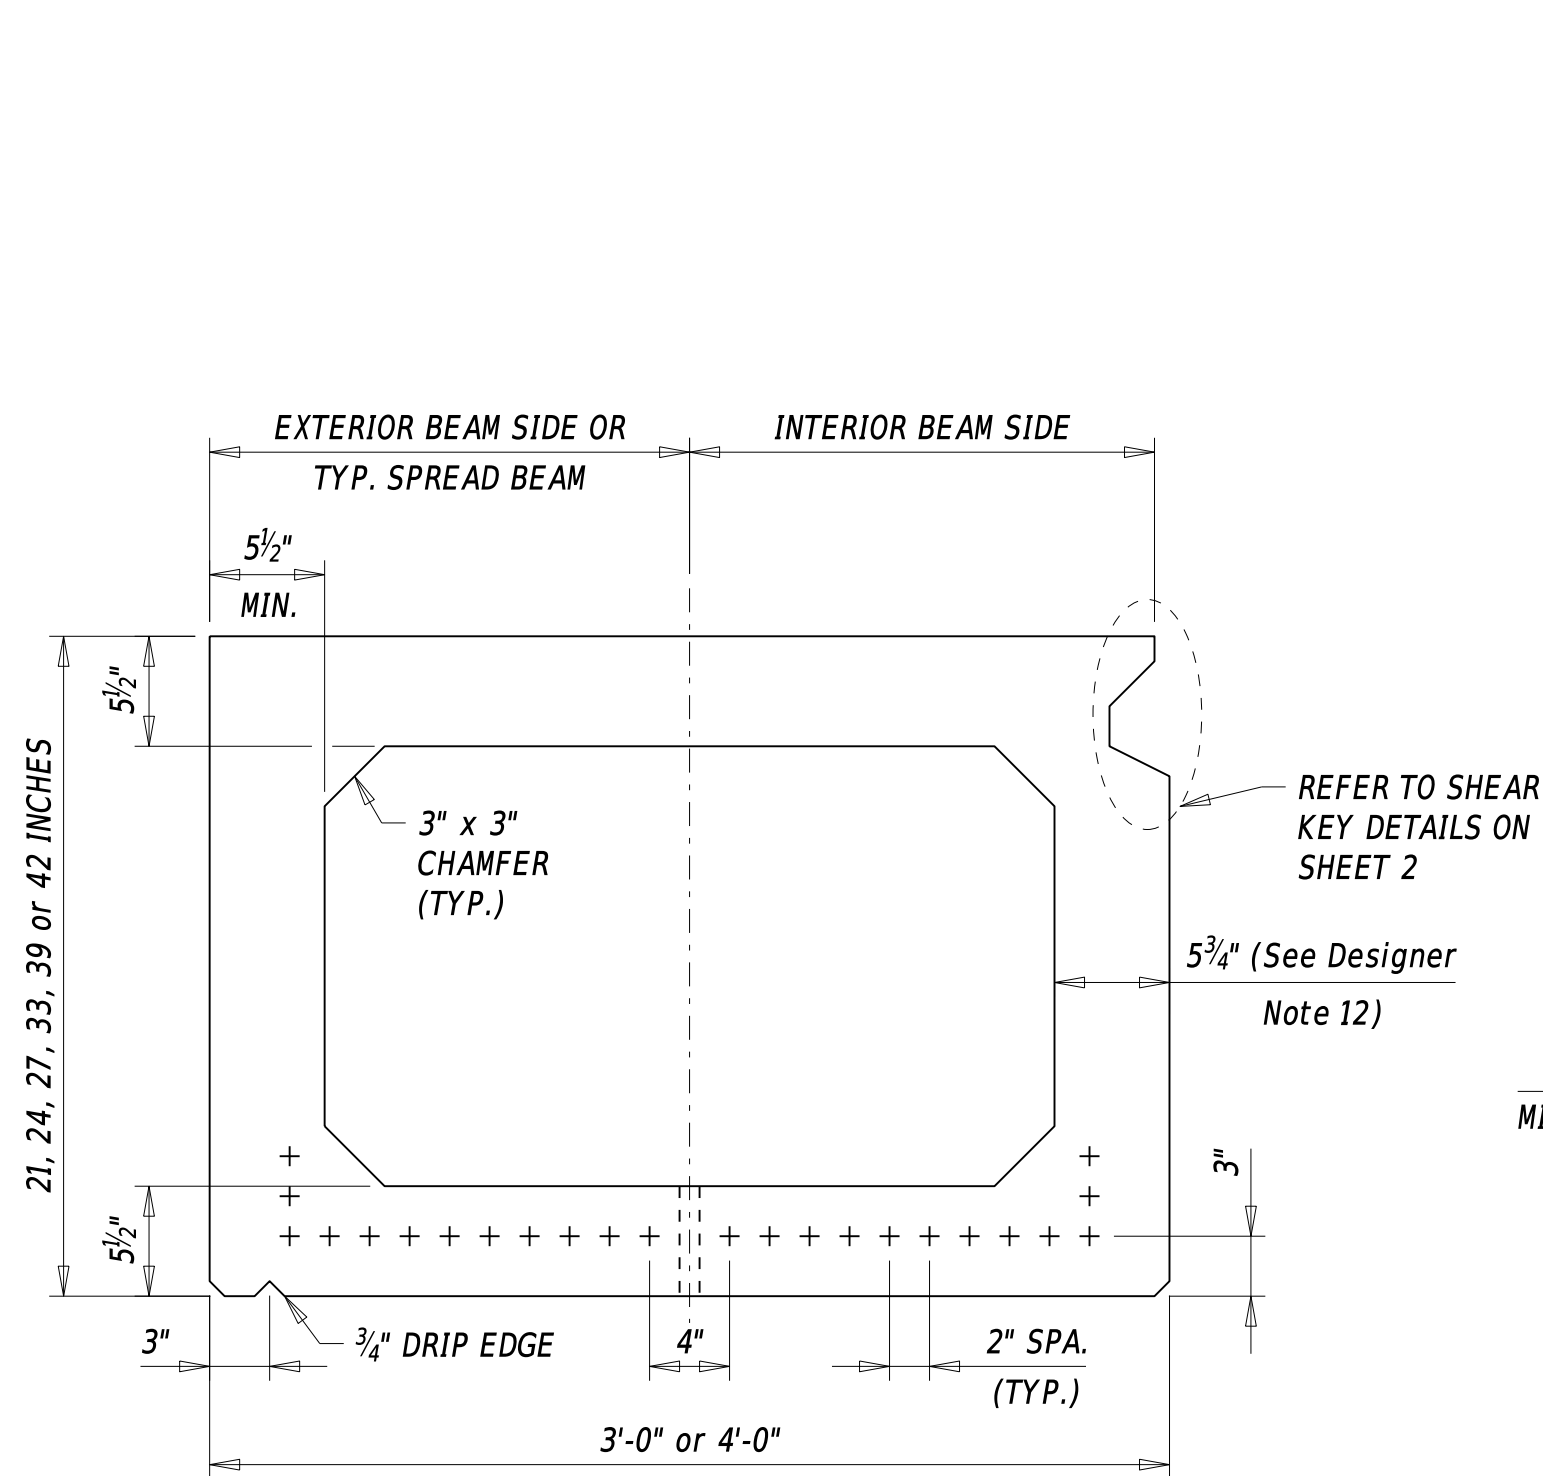 EXTERIOR BEAM SIDE OR
TYP. SPREAD BEAM
INTERIOR BEAM SIDE
5½"
MIN.
5½"
21, 24, 27, 33, 39 or 42 INCHES
3" x 3"
CHAMFER
(TYP.)
REFER TO SHEAR
KEY DETAILS ON
SHEET 2
5¾" (See Designer
Note 12)
3"
5½"
3"
¾" DRIP EDGE
4"
2" SPA.
(TYP.)
3'-0" or 4'-0"